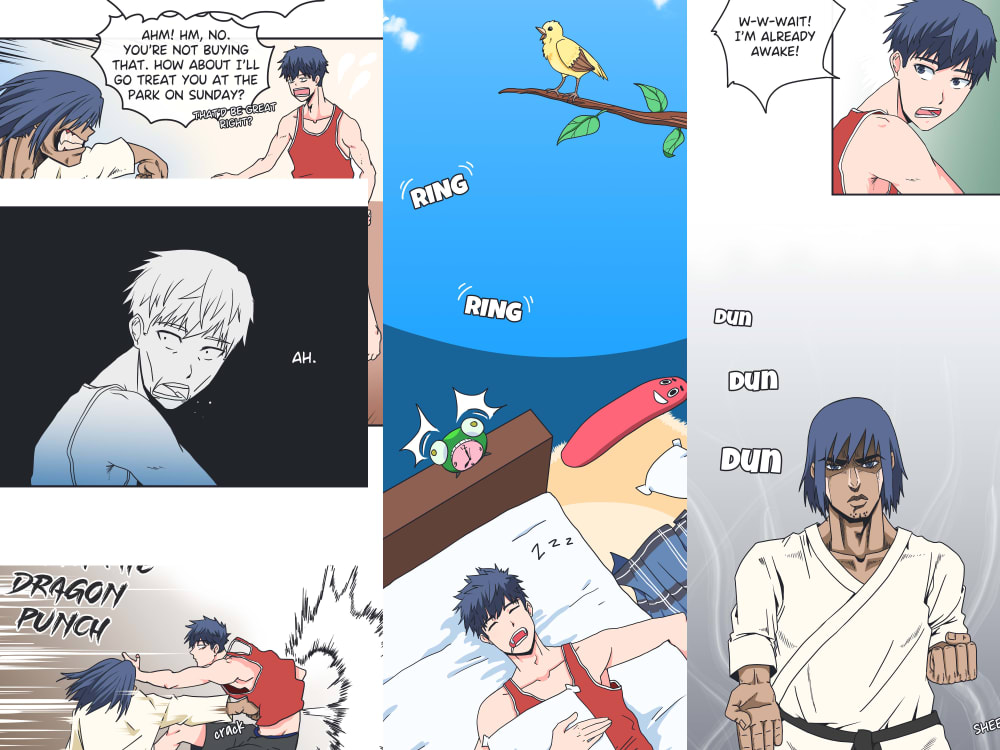 AHM! HM, NO.
YOU'RE NOT BUYING
THAT. HOW ABOUT I'LL
GO TREAT YOU AT THE
PARK ON SUNDAY?
THAT'D BE GREAT
RIGHT?
AH.
DRAGON
PUNCH
crack
RING
RING
Z Z Z
W-W-WAIT!
I'M ALREADY
AWAKE!
DUN
DUN
DUN